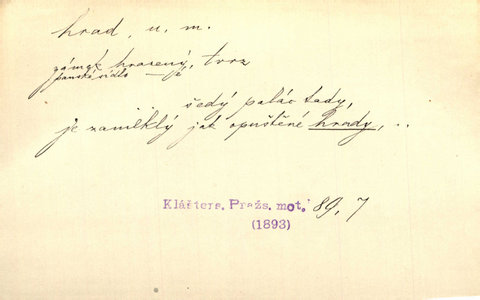 hrad, u, m.
zámek hrazený, tvrz
panské sídlo
šedý palác tady,
je zamlklý jak opuštěné hrady, ..
Kláštera. Pražs. mot. 89, 7
(1893)